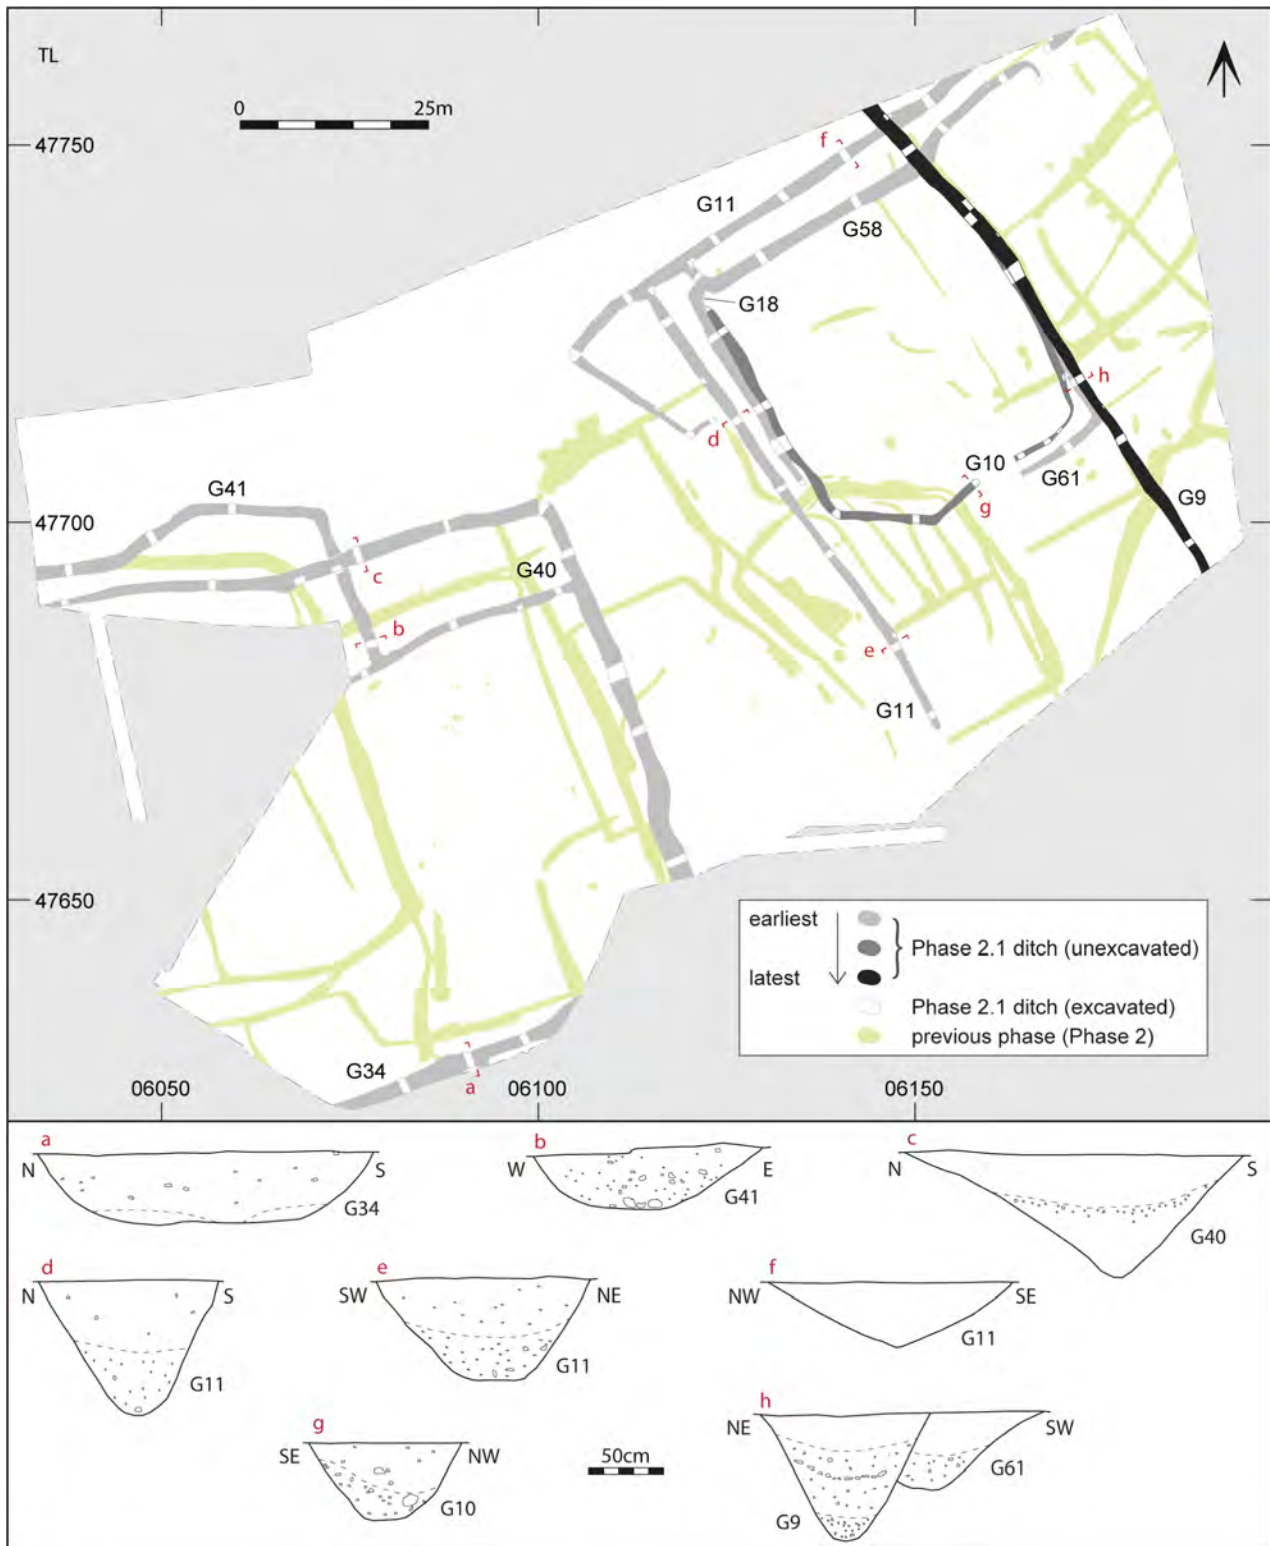 TL
0 25m
47750
f
G11
G58
G18
h
d
G10
G61
g
G9
G41
47700
c
G40
b
e
G11
47650
earliest
Phase 2.1 ditch (unexcavated)
latest
Phase 2.1 ditch (excavated)
previous phase (Phase 2)
G34
a
06050 06100 06150
a
N S
G34
b
W E
G41
c
N S
G40
d
N S
G11
e
SW NE
G11
f
NW SE
G11
g
SE NW
G10
50cm
h
NE SW
G61
G9